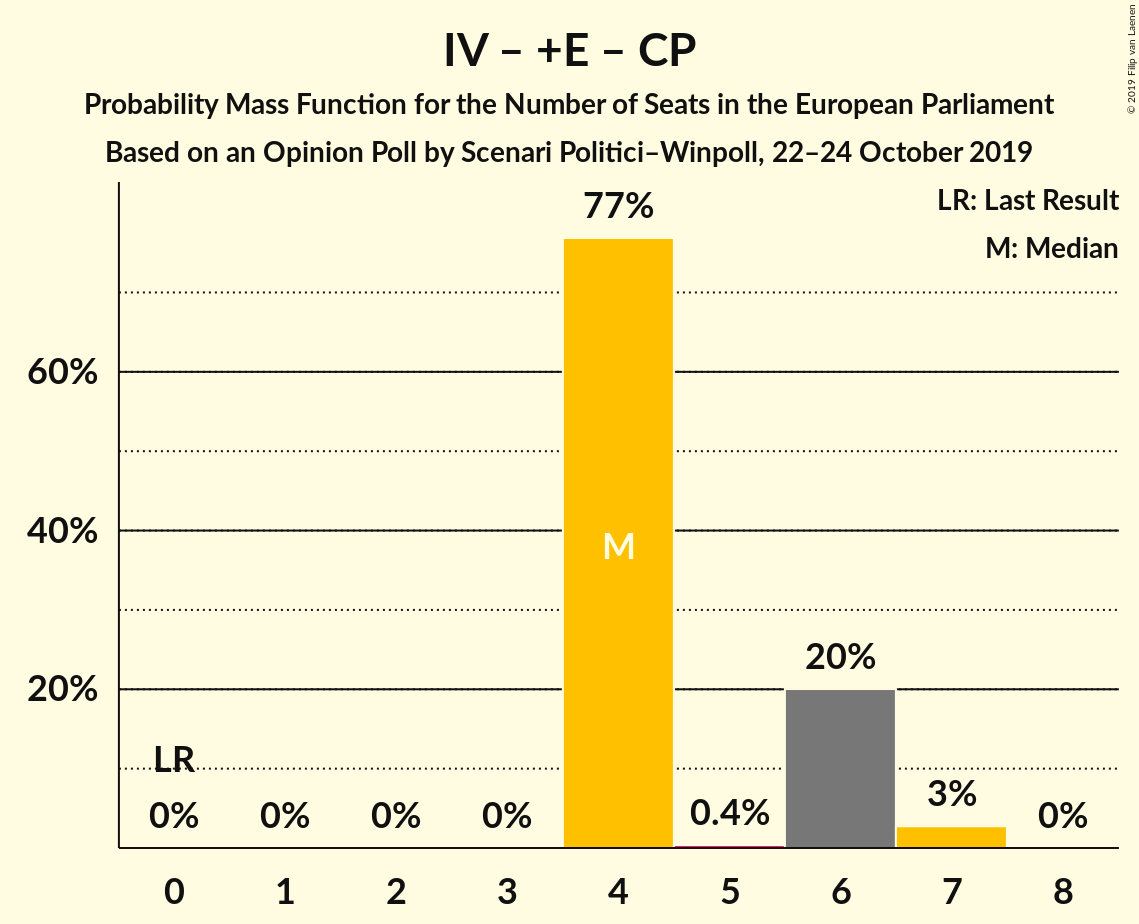 IV – +E – CP
Probability Mass Function for the Number of Seats in the European Parliament
Based on an Opinion Poll by Scenari Politici–Winpoll, 22–24 October 2019
© 2019 Filip van Laenen
LR: Last Result
M: Median
77%
60%
40%
M
20%
20%
LR
0%
0%
0%
0%
0.4%
3%
0%
0 1 2 3 4 5 6 7 8